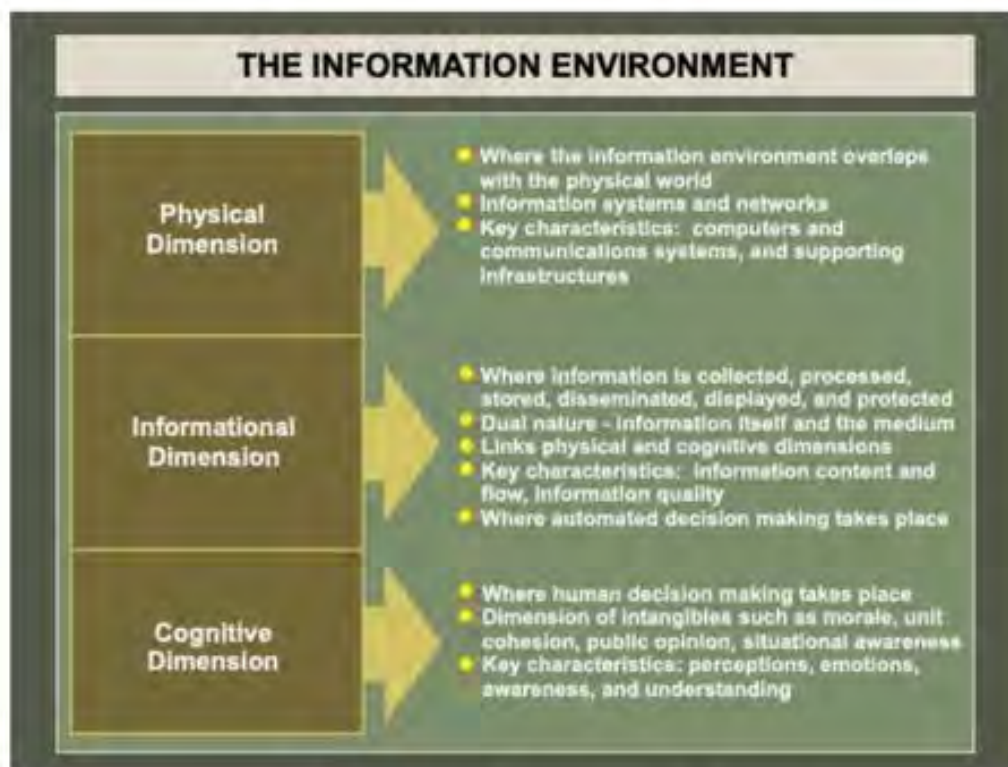 THE INFORMATION ENVIRONMENT
Physical
Dimension
Where the information environment overlaps
with the physical world
Information systems and networks
Key characteristics: computers and
communications systems, and supporting
infrastructures
Informational
Dimension
Where information is collected, processed,
stored, disseminated, displayed, and protected
Dual nature - information itself and the medium
Links physical and cognitive dimensions
Key characteristics: information content and
flow, information quality
Where automated decision making takes place
Cognitive
Dimension
Where human decision making takes place
Dimension of intangibles such as morale, unit
cohesion, public opinion, situational awareness
Key characteristics: perceptions, emotions,
awareness, and understanding